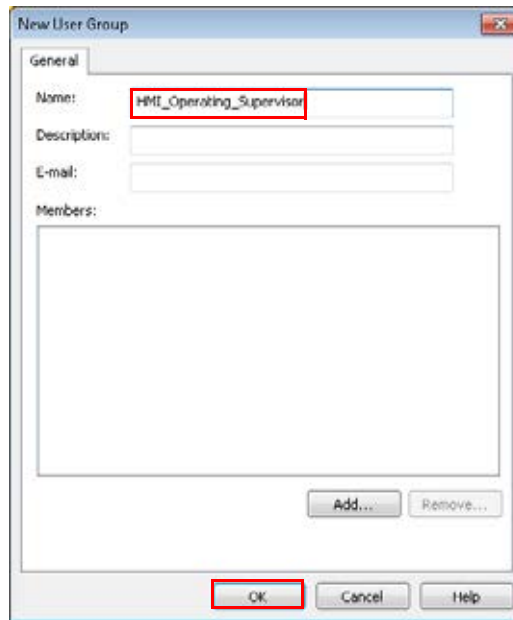 New User Group
General
Name: HMI_Operating_Supervisor
Description:
E-mail:
Members:
Add... Remove...
OK Cancel Help